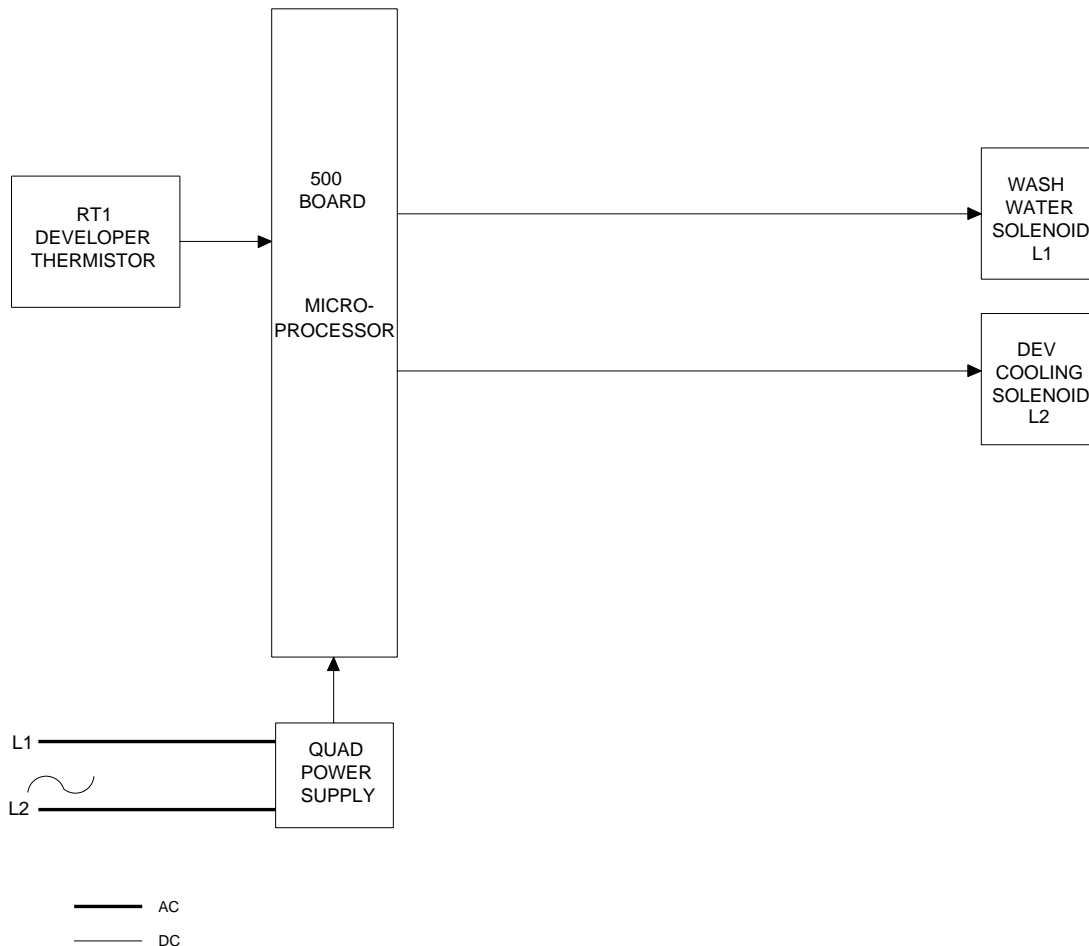 500
BOARD
MICRO-
PROCESSOR
RT1
DEVELOPER
THERMISTOR
WASH
WATER
SOLENOID
L1
DEV
COOLING
SOLENOID
L2
L1
L2
QUAD
POWER
SUPPLY
AC
DC